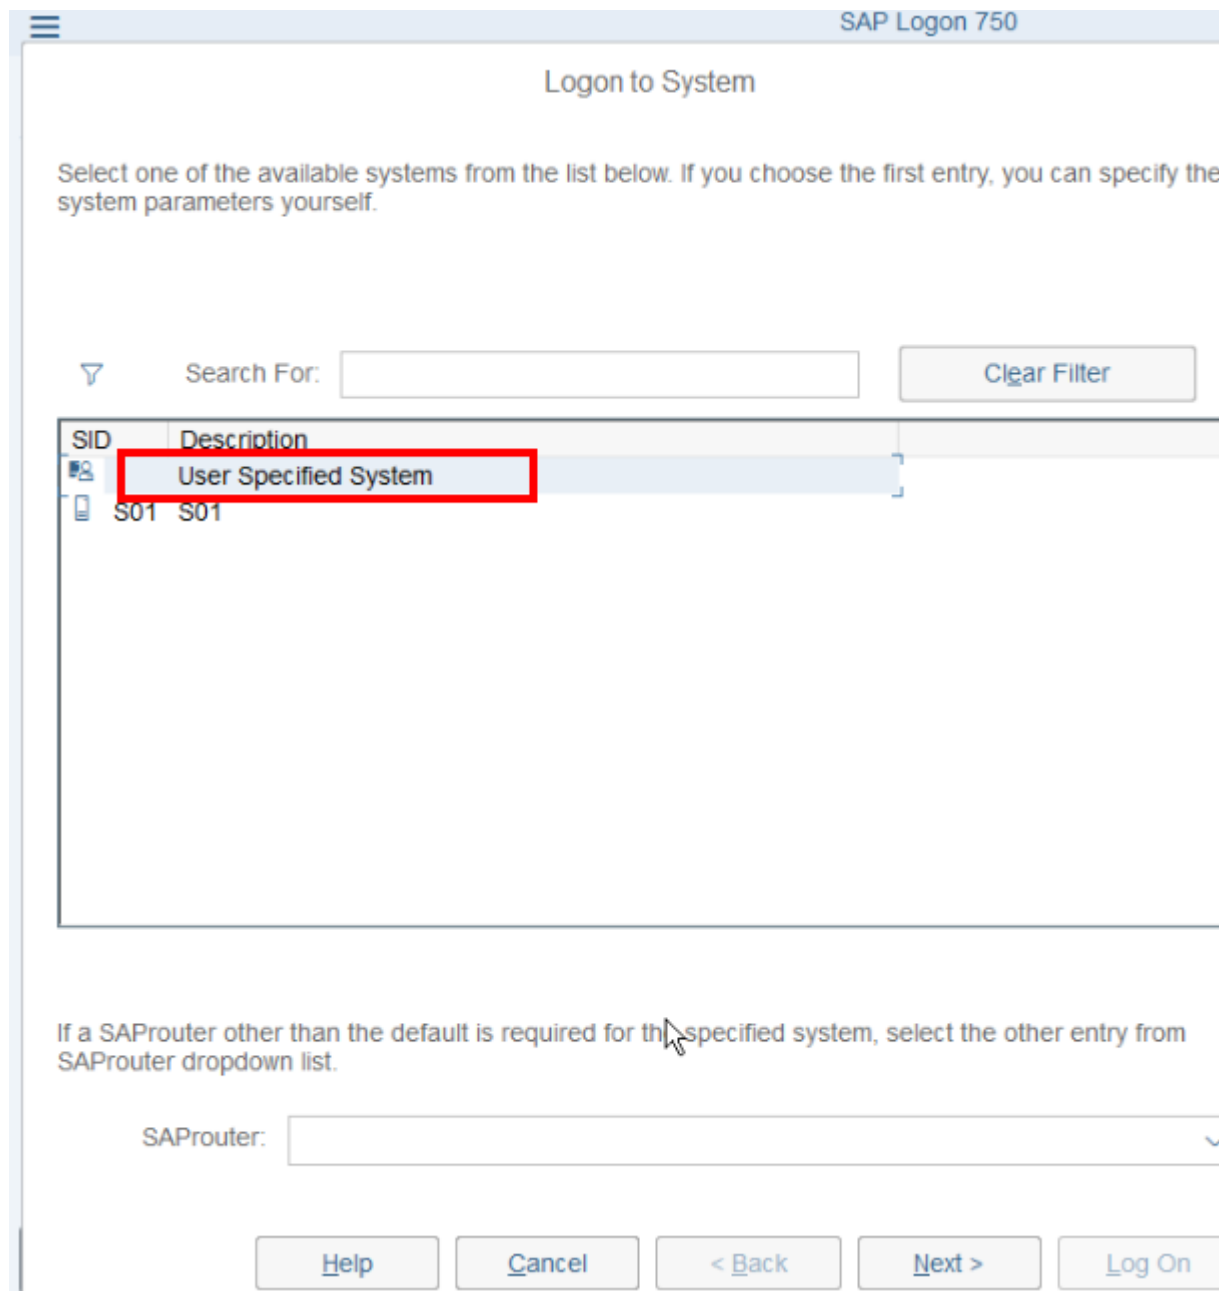 SAP Logon 750
Logon to System
Select one of the available systems from the list below. If you choose the first entry, you can specify the
system parameters yourself.
Search For:
Clear Filter
SID Description
User Specified System
S01 S01
If a SAProuter other than the default is required for the specified system, select the other entry from
SAProuter dropdown list.
SAProuter:
Help Cancel < Back Next > Log On